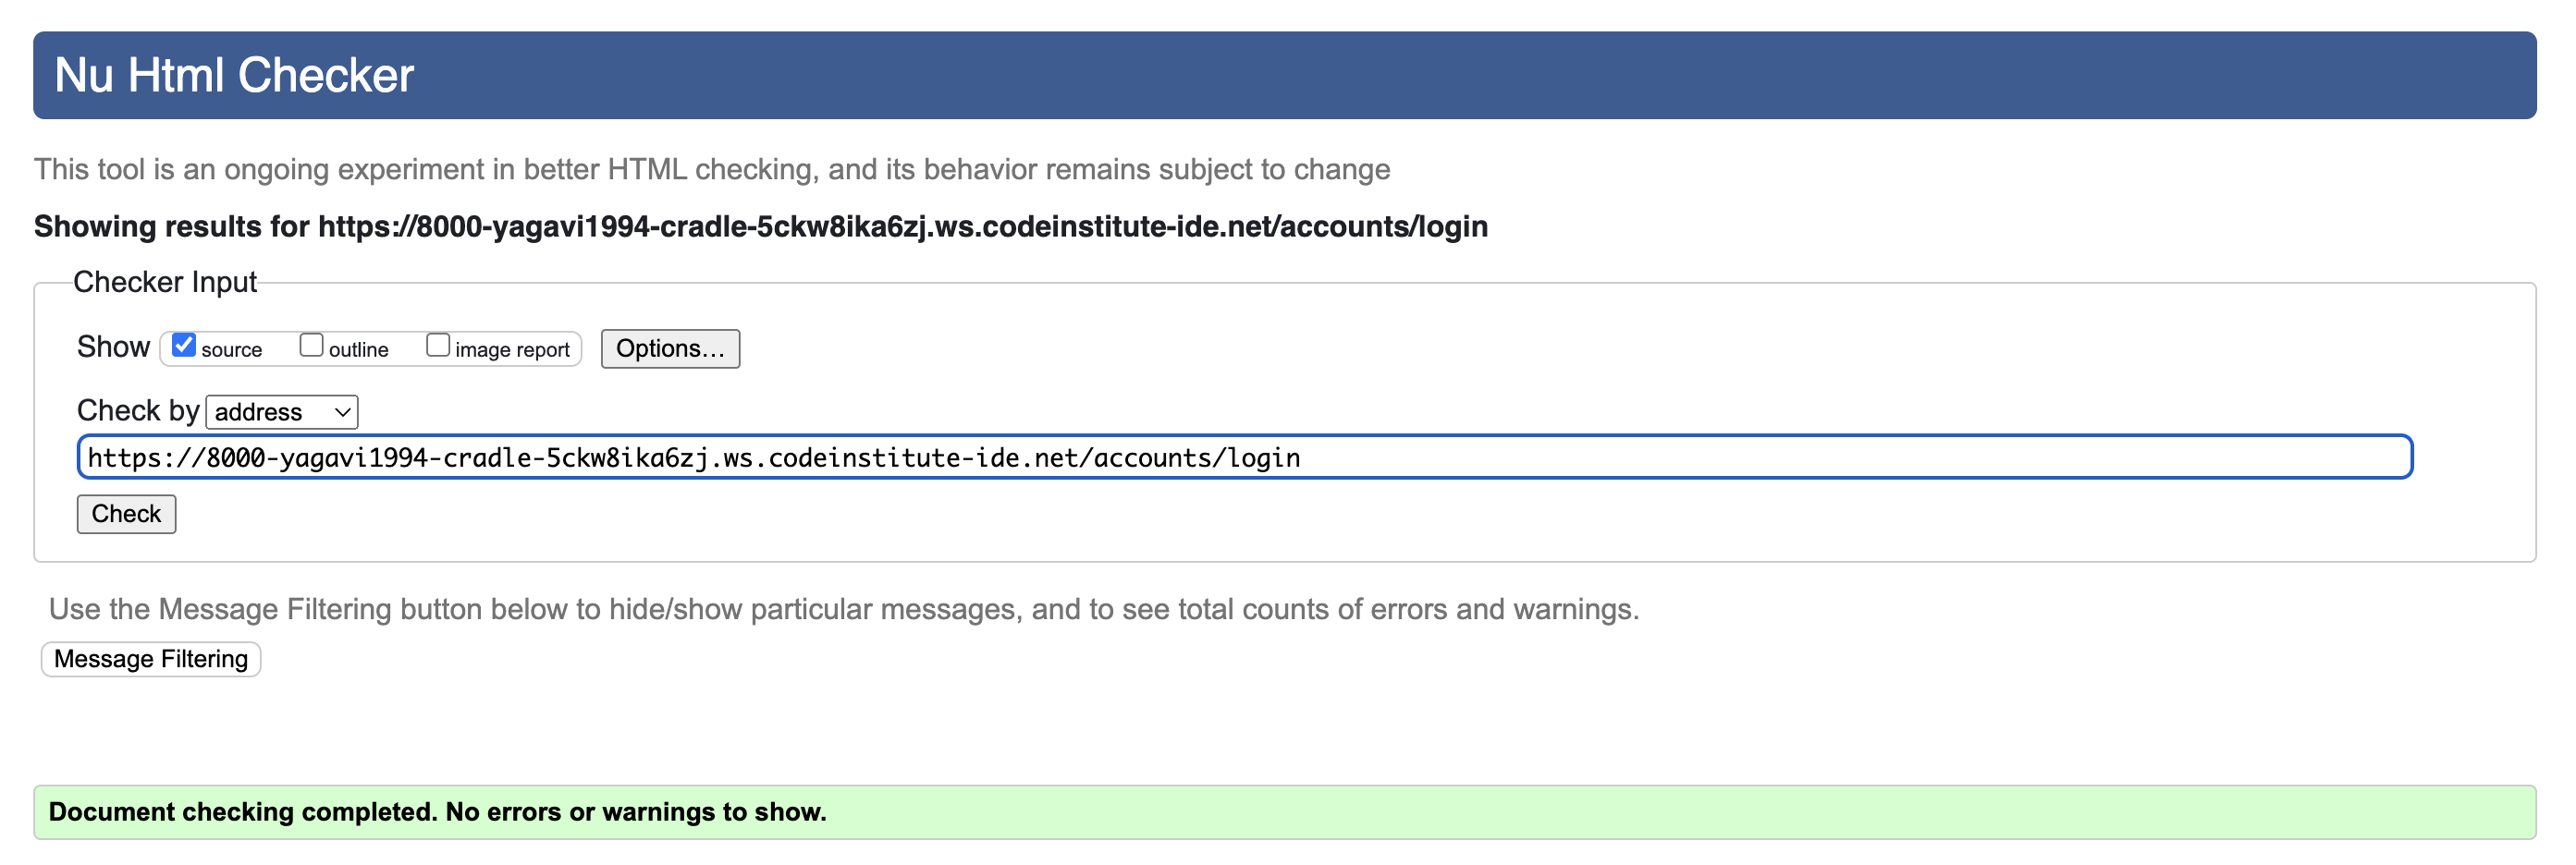 Nu Html Checker
This tool is an ongoing experiment in better HTML checking, and its behavior remains subject to change
Showing results for https://8000-yagavi1994-cradle-5ckw8ika6zj.ws.codeinstitute-ide.net/accounts/login
Checker Input
Show source outline image report Options...
Check by address
https://8000-yagavi1994-cradle-5ckw8ika6zj.ws.codeinstitute-ide.net/accounts/login
Check
Use the Message Filtering button below to hide/show particular messages, and to see total counts of errors and warnings.
Message Filtering
Document checking completed. No errors or warnings to show.